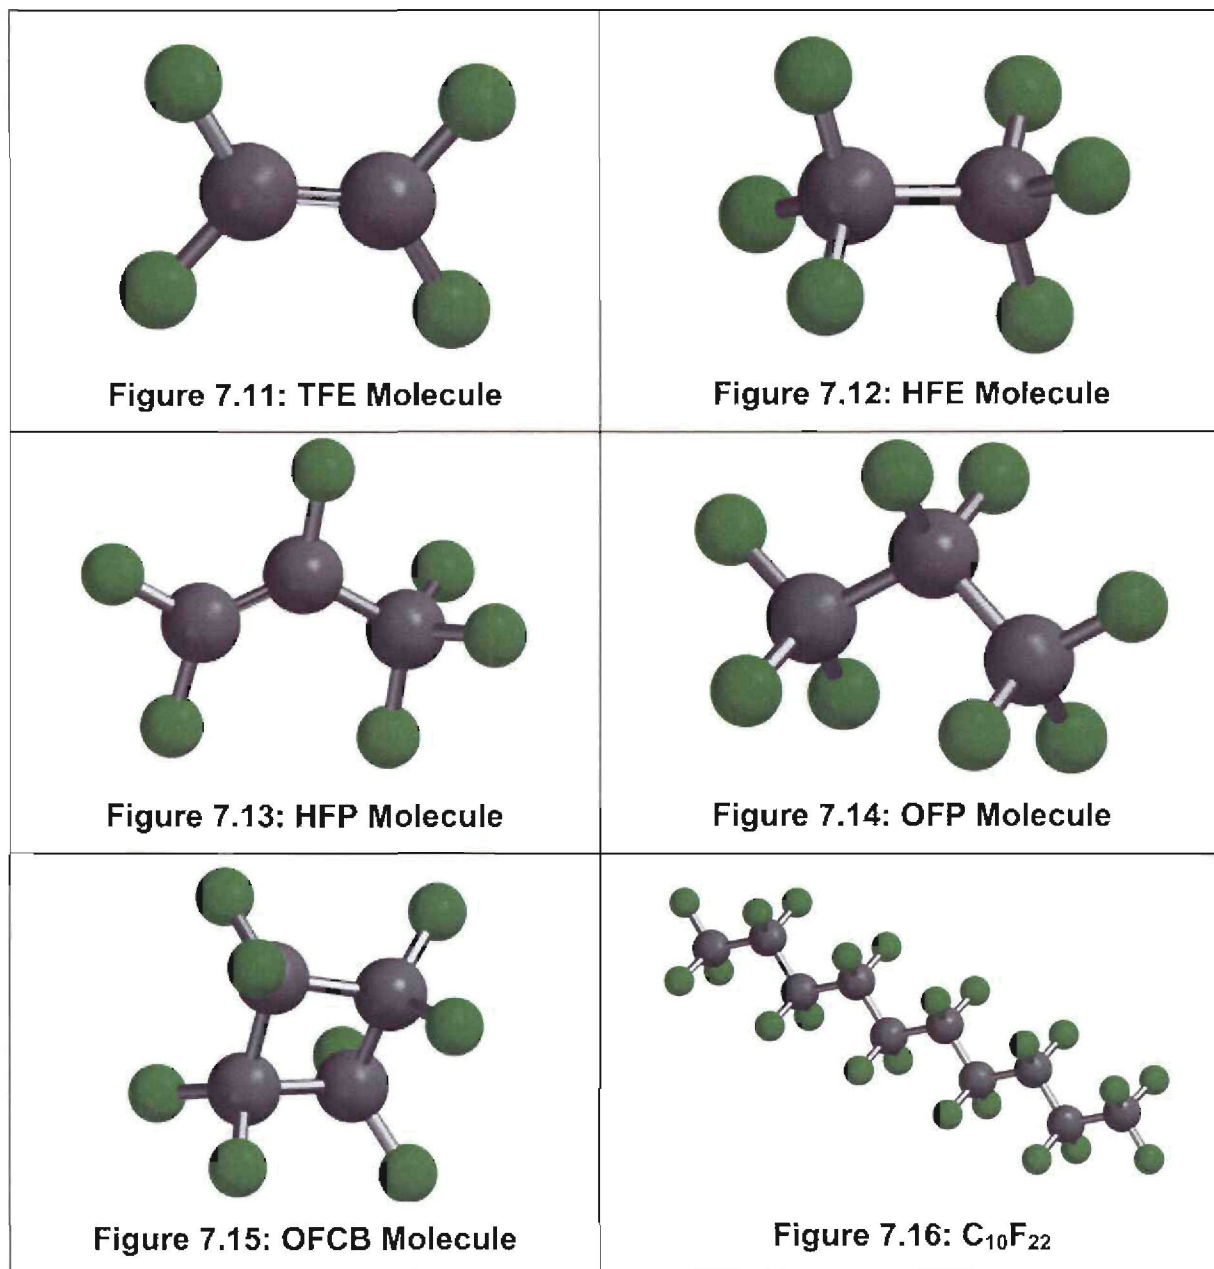 Figure 7.11: TFE Molecule
Figure 7.12: HFE Molecule
Figure 7.13: HFP Molecule
Figure 7.14: OFP Molecule
Figure 7.15: OFCB Molecule
Figure 7.16: C₁₀F₂₂